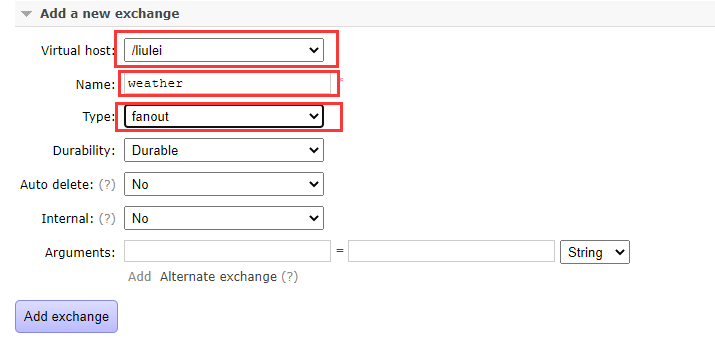 Add a new exchange
Virtual host: /liulei
Name: weather *
Type: fanout
Durability: Durable
Auto delete: (?) No
Internal: (?) No
Arguments: = String
Add Alternate exchange (?)
Add exchange